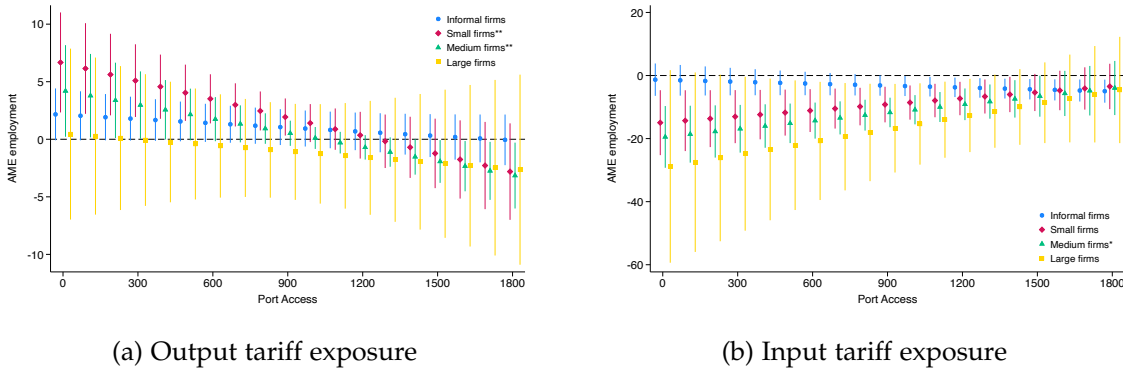 10
5
0
-5
-10
AME employment
0
300
600
900
1200
1500
1800
Port Access
Informal firms
Small firms**
Medium firms**
Large firms
(a) Output tariff exposure
20
0
-20
-40
-60
AME employment
0
300
600
900
1200
1500
1800
Port Access
Informal firms
Small firms
Medium firms*
Large firms
(b) Input tariff exposure